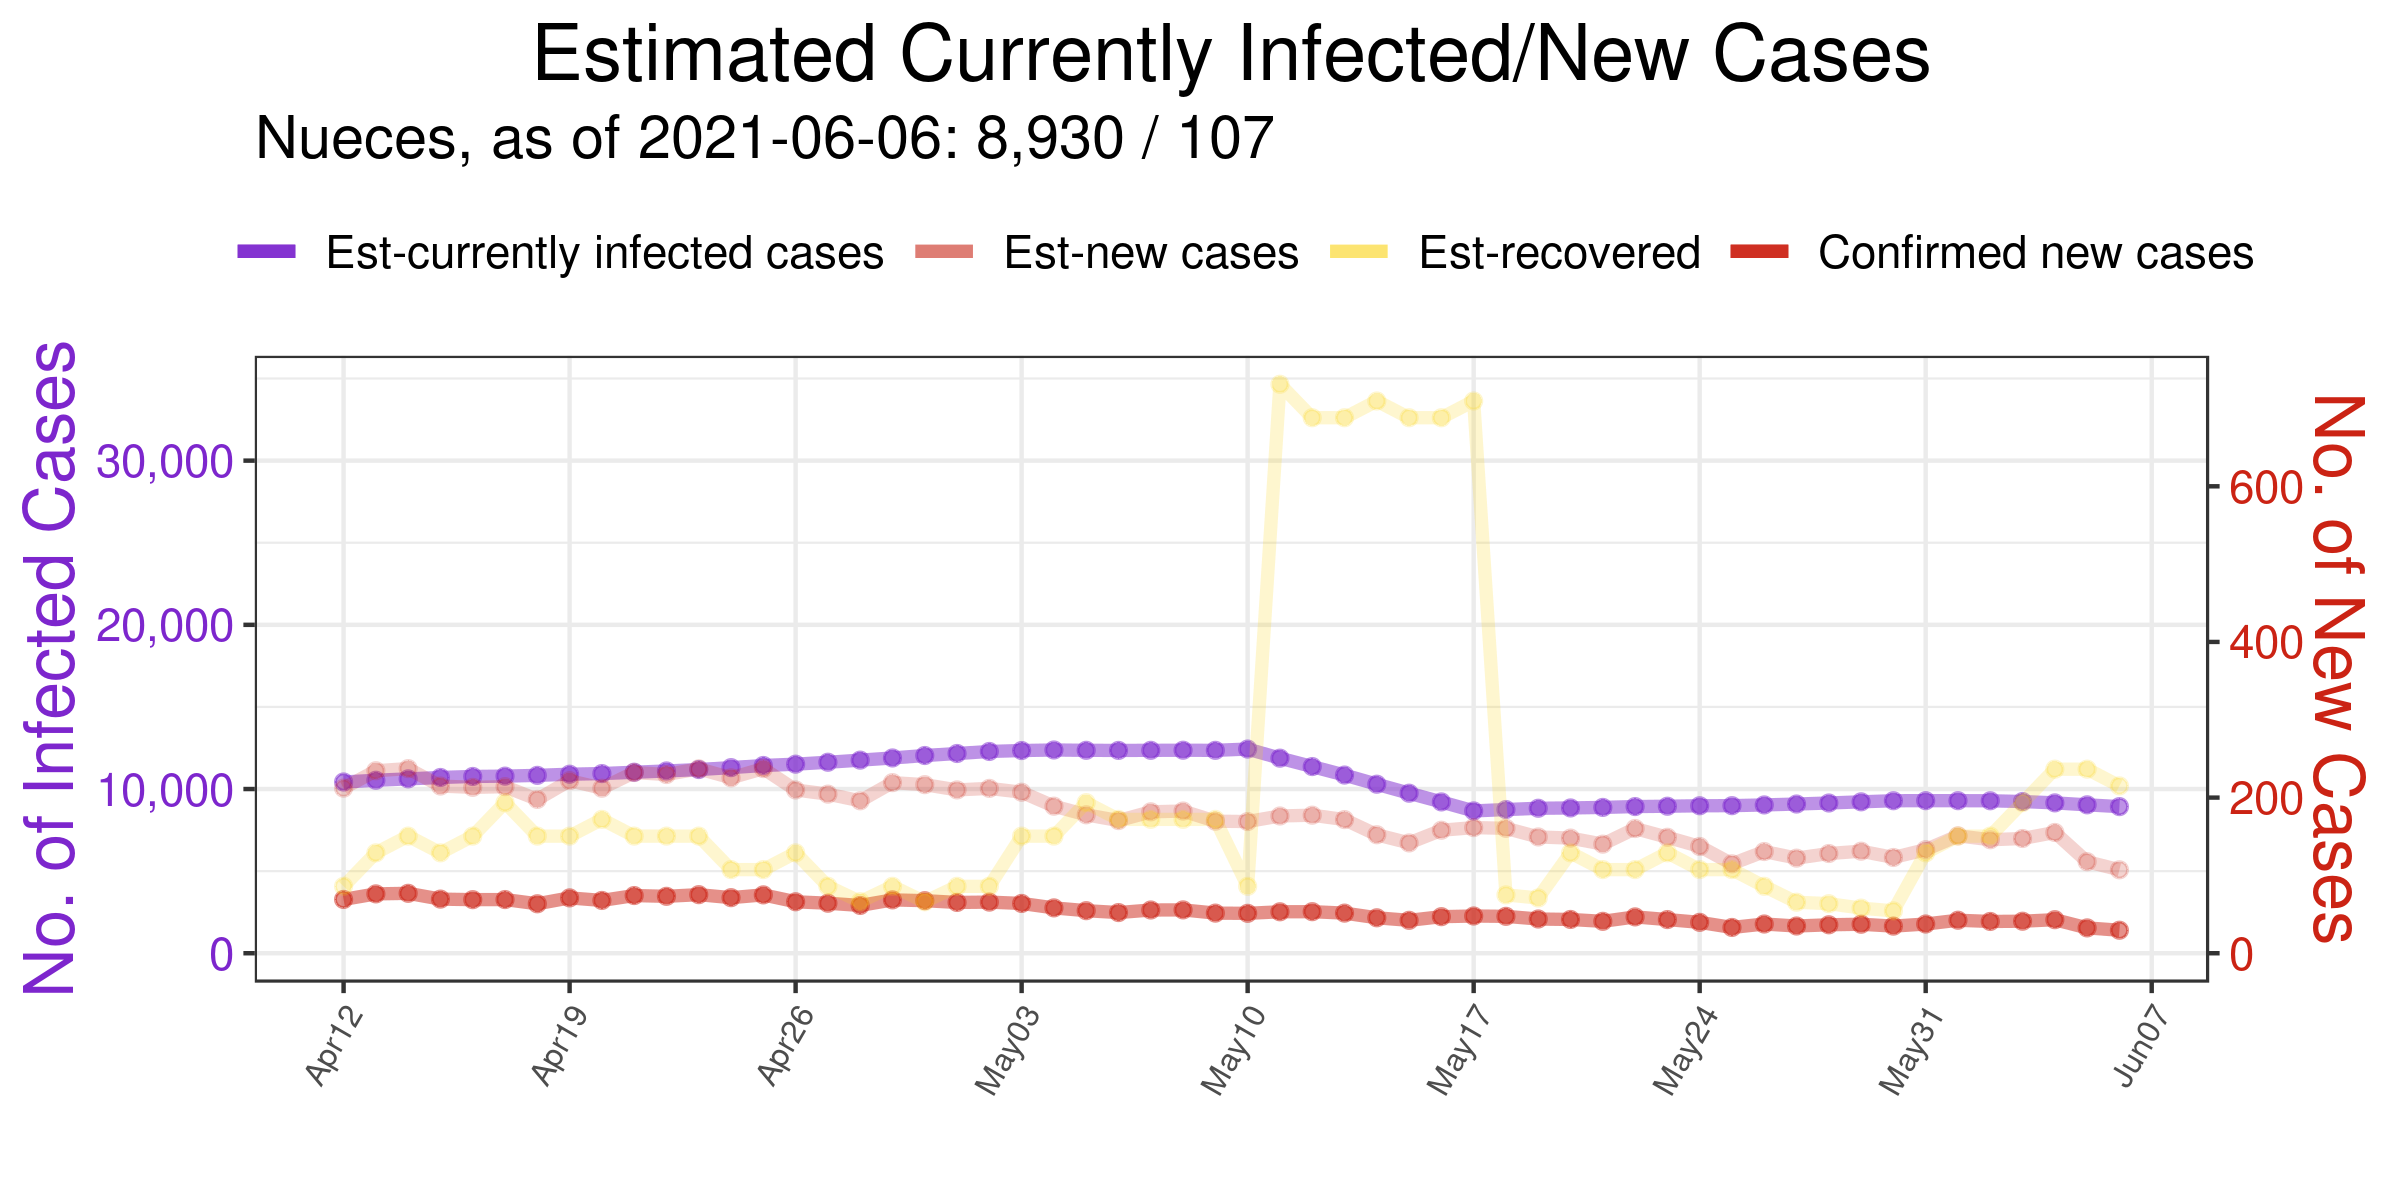 Estimated Currently Infected/New Cases
Nueces, as of 2021-06-06: 8,930 / 107
Est-currently infected cases Est-new cases Est-recovered Confirmed new cases
No. of Infected Cases
30,000
20,000
10,000
0
600
400
200
0
No. of New Cases
Apr12 Apr19 Apr26 May03 May10 May17 May24 May31 Jun07